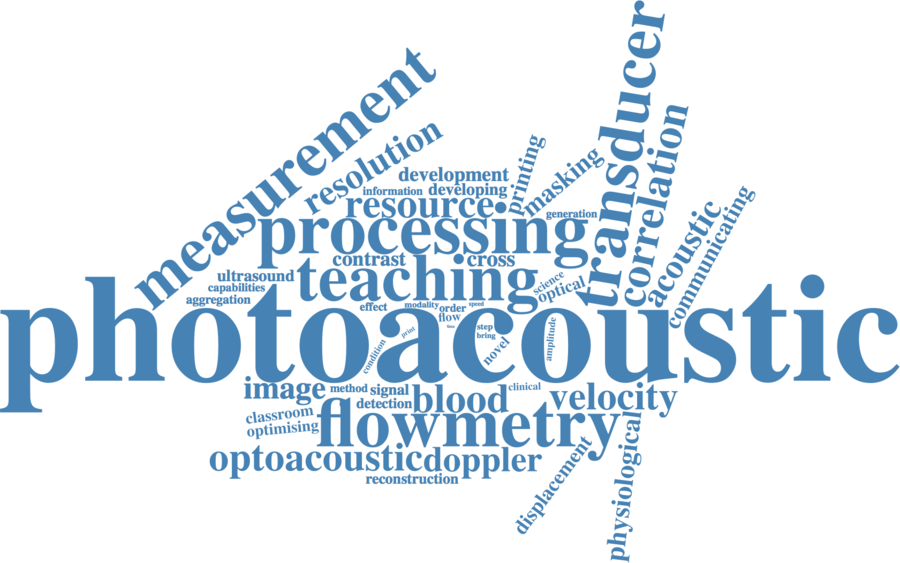 transducer
measurement
correlation
resolution
printing
masking
development
information
developing
resource
generation
processing
acoustic
communicating
contrast
cross
teaching
ultrasound
capabilities
aggregation
science
optical
photoacoustic
effect
modality
order
speed
flow
print
step
bring
novel
amplitude
condition
image
method
signal
clinical
detection
blood
velocity
classroom
optimising
flowmetry
optoacoustic
doppler
reconstruction
displacement
physiological